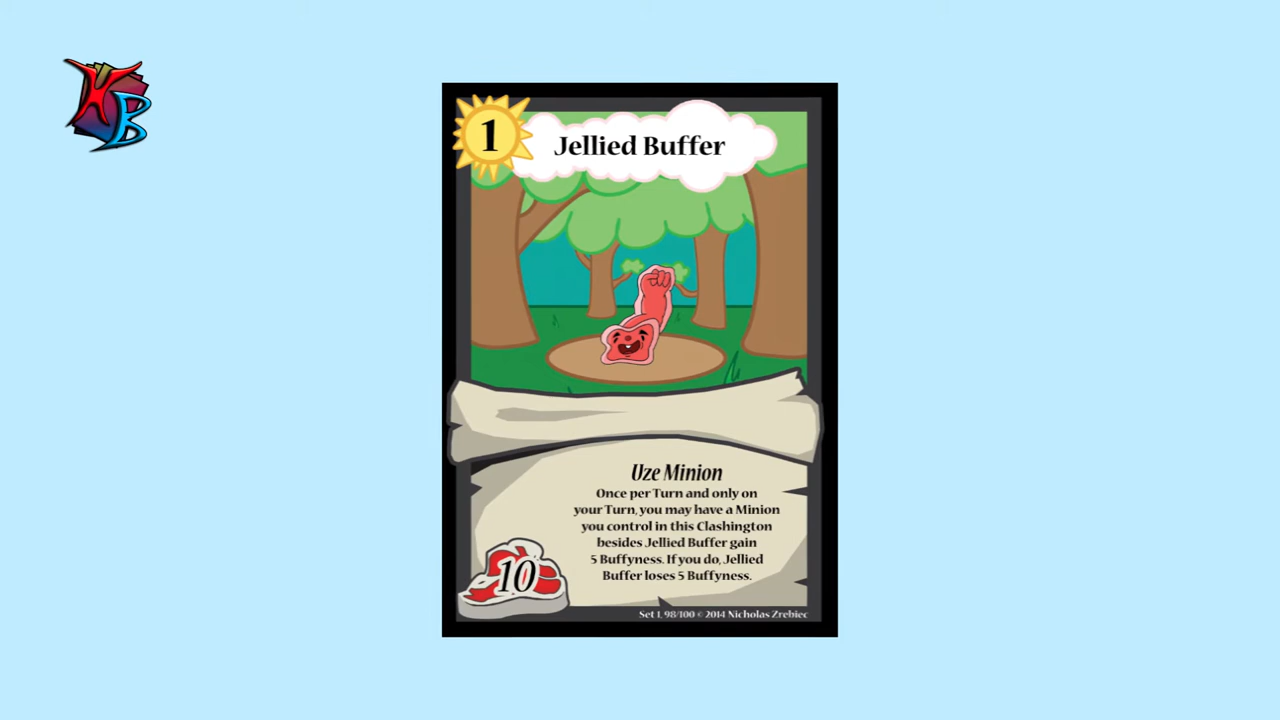 KB
1
Jellied Buffer
Uze Minion
Once per Turn and only on
your Turn, you may have a Minion
you control in this Clashington
besides Jellied Buffer gain
5 Buffyness. If you do, Jellied
Buffer loses 5 Buffyness.
10
Set 1, 98/100 © 2014 Nicholas Zrebiec